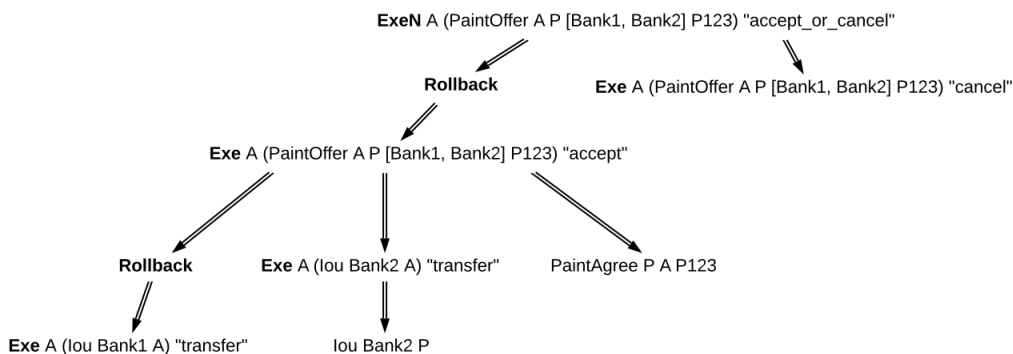 ExeN A (PaintOffer A P [Bank1, Bank2] P123) "accept_or_cancel"
Rollback
Exe A (PaintOffer A P [Bank1, Bank2] P123) "cancel"
Exe A (PaintOffer A P [Bank1, Bank2] P123) "accept"
Rollback
Exe A (Iou Bank2 A) "transfer"
PaintAgree P A P123
Exe A (Iou Bank1 A) "transfer"
Iou Bank2 P